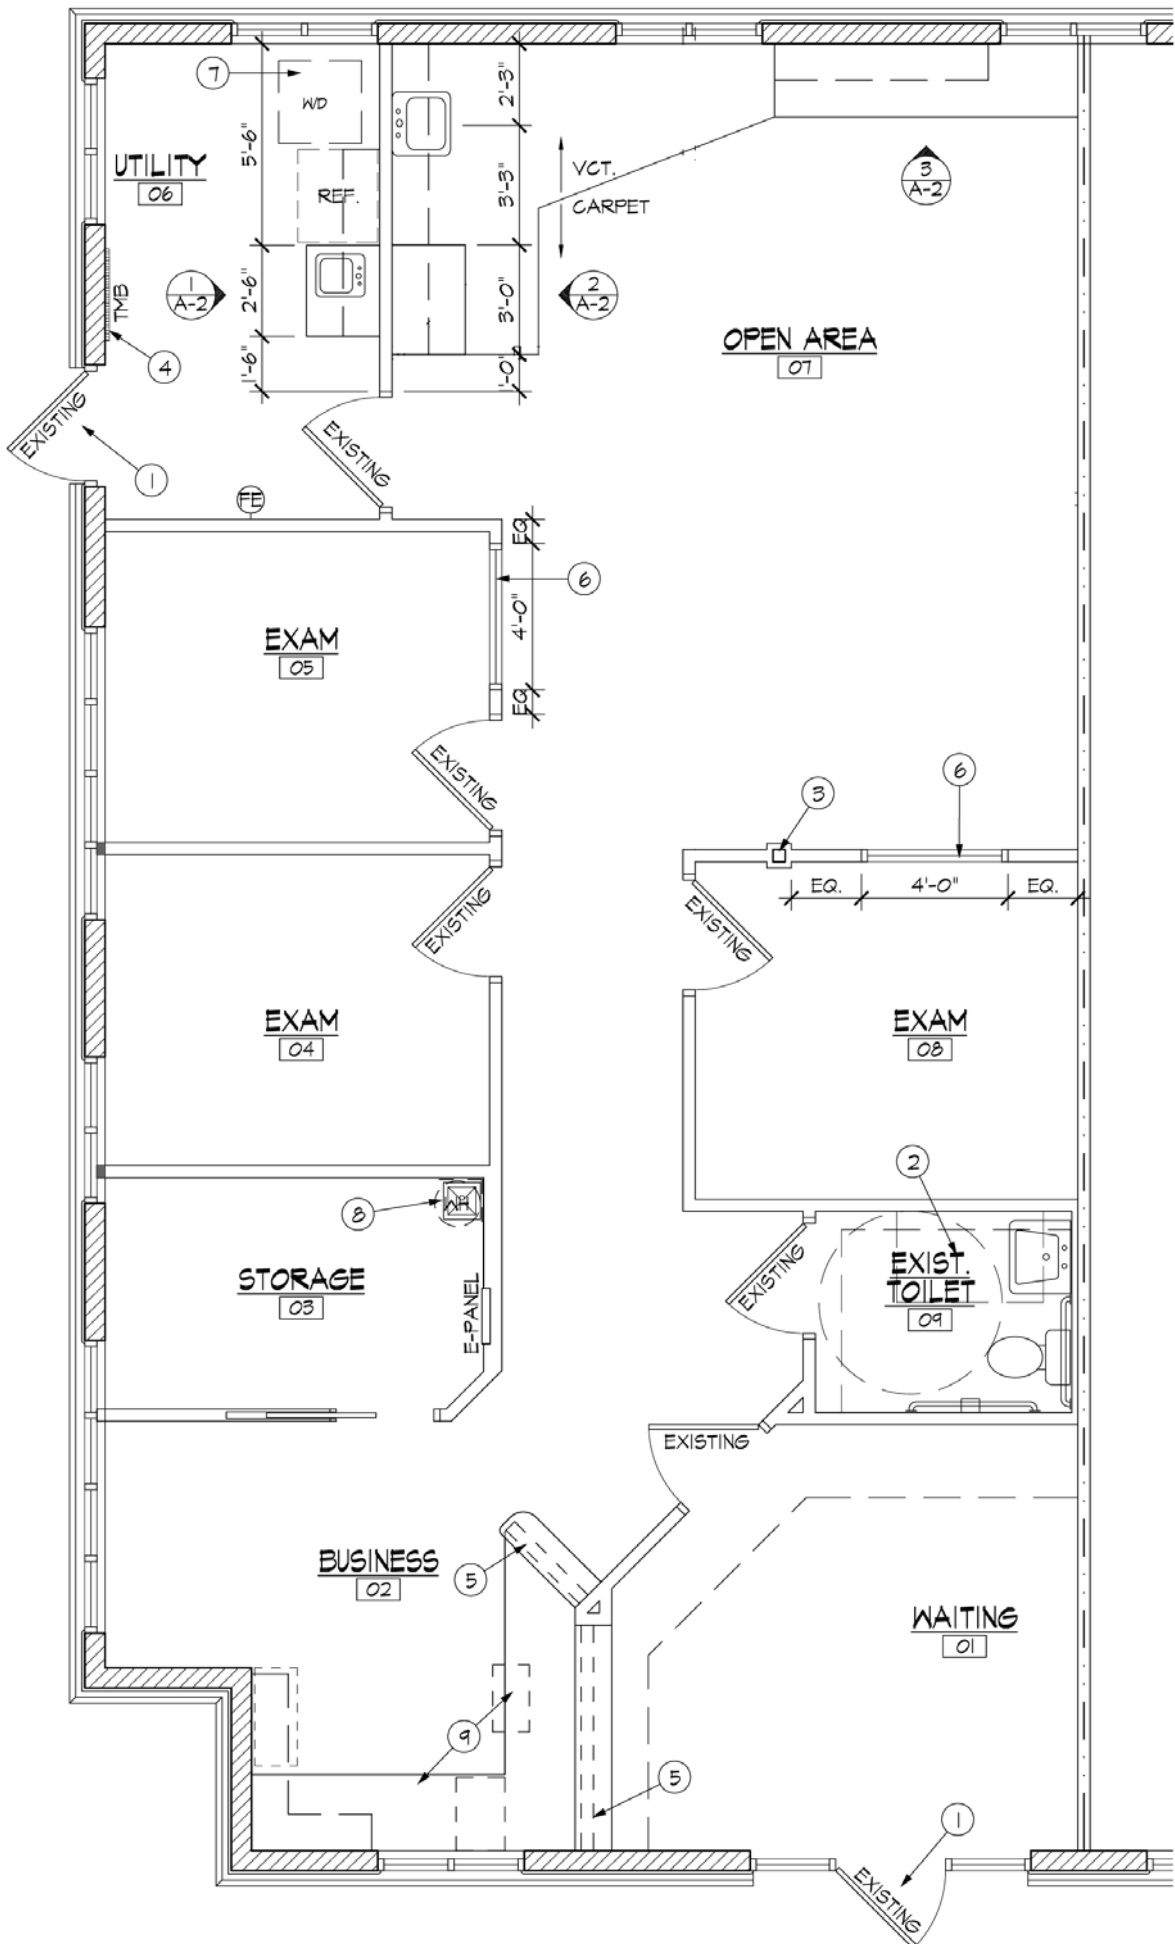 7
W/D
2'-3"
5'-6"
UTILITY
06
REF.
3'-3"
VCT.
CARPET
3
A-2
TMB
1
A-2
2'-6"
3'-0"
2
A-2
OPEN AREA
07
4
1'-6"
1'-0"
EXISTING
1
EXISTING
FE
EQ.
6
4'-0"
EXAM
05
EQ.
EXISTING
3
6
EQ.
4'-0"
EQ.
EXISTING
EXISTING
EXAM
04
EXAM
08
2
8
WH
STORAGE
03
E-PANEL
EXISTING
EXIST.
TOILET
09
EXISTING
BUSINESS
02
5
WAITING
01
9
5
1
EXISTING